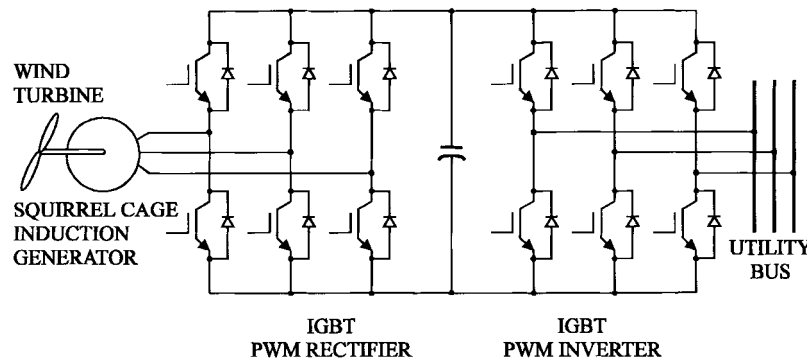 WIND
TURBINE
SQUIRREL CAGE
INDUCTION
GENERATOR
UTILITY
BUS
IGBT
PWM RECTIFIER
IGBT
PWM INVERTER